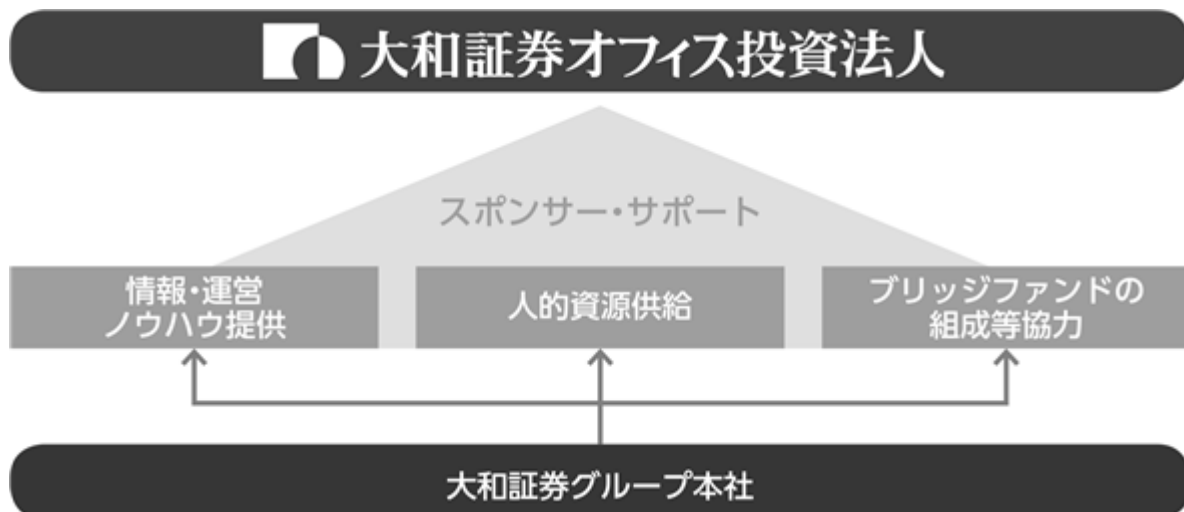 大和証券オフィス投資法人
スポンサー・サポート
情報・運営
ノウハウ提供
人的資源供給
ブリッジファンドの
組成等協力
大和証券グループ本社